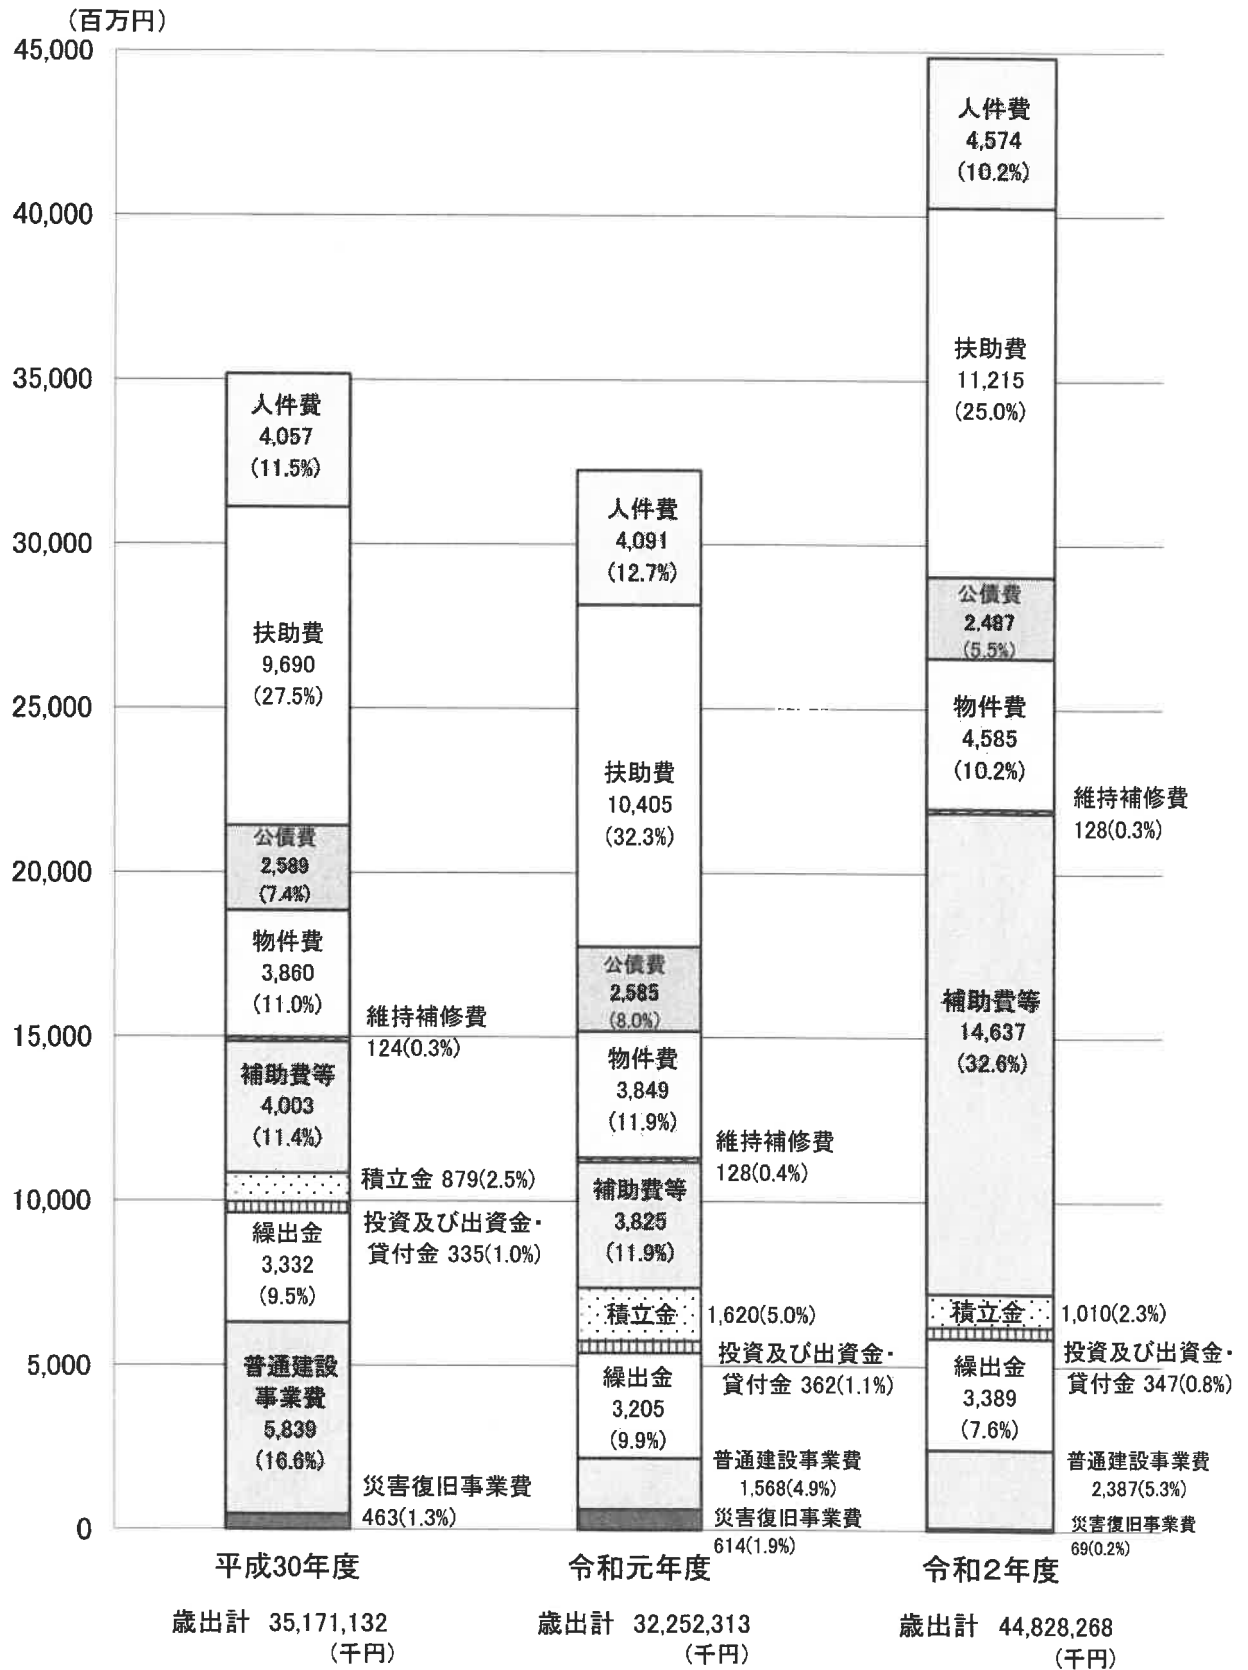 (百万円)
45,000
40,000
35,000
30,000
25,000
20,000
15,000
10,000
5,000
0
人件費
4,057
(11.5%)
扶助費
9,690
(27.5%)
公債費
2,589
(7.4%)
物件費
3,860
(11.0%)
維持補修費
124(0.3%)
補助費等
4,003
(11.4%)
積立金 879(2.5%)
投資及び出資金・
貸付金 335(1.0%)
繰出金
3,332
(9.5%)
普通建設
事業費
5,839
(16.6%)
災害復旧事業費
463(1.3%)
平成30年度
歳出計 35,171,132
(千円)
人件費
4,091
(12.7%)
扶助費
10,405
(32.3%)
公債費
2,585
(8.0%)
物件費
3,849
(11.9%)
維持補修費
128(0.4%)
補助費等
3,825
(11.9%)
積立金 1,620(5.0%)
投資及び出資金・
貸付金 362(1.1%)
繰出金
3,205
(9.9%)
普通建設事業費
1,568(4.9%)
災害復旧事業費
614(1.9%)
令和元年度
歳出計 32,252,313
(千円)
人件費
4,574
(10.2%)
扶助費
11,215
(25.0%)
公債費
2,487
(5.5%)
物件費
4,585
(10.2%)
維持補修費
128(0.3%)
補助費等
14,637
(32.6%)
積立金 1,010(2.3%)
投資及び出資金・
貸付金 347(0.8%)
繰出金
3,389
(7.6%)
普通建設事業費
2,387(5.3%)
災害復旧事業費
69(0.2%)
令和2年度
歳出計 44,828,268
(千円)